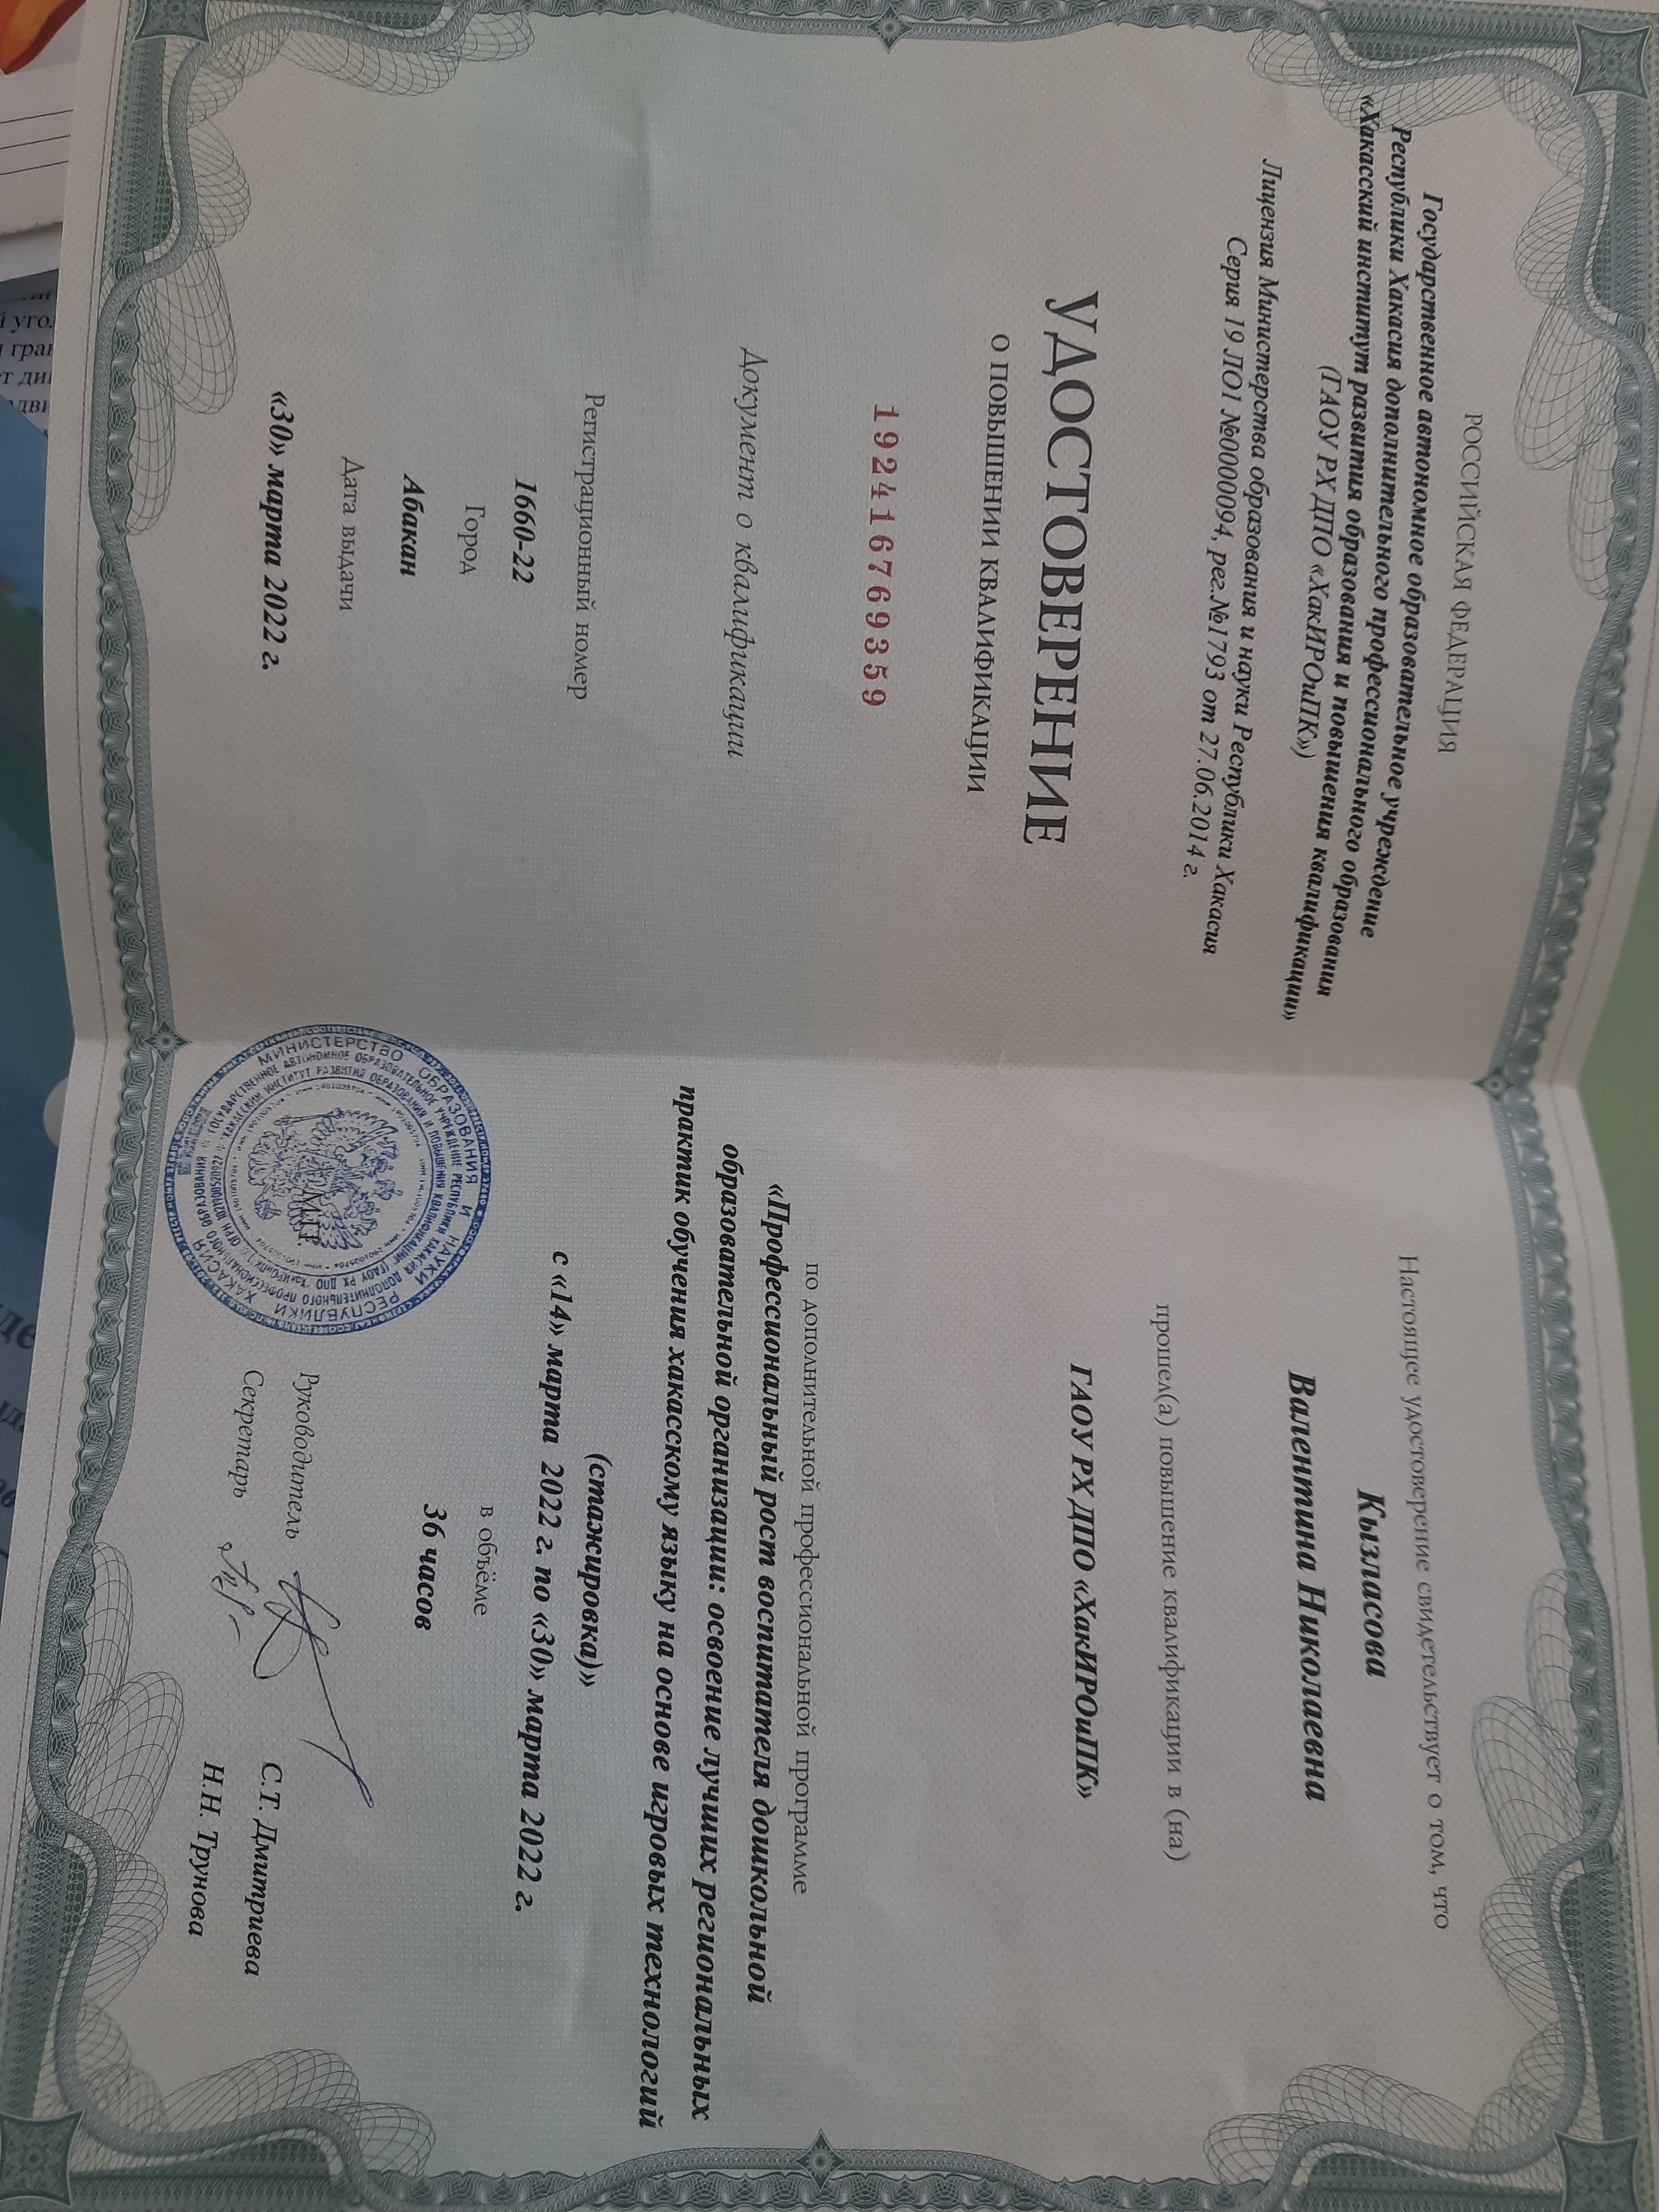 РОССИЙСКАЯ ФЕДЕРАЦИЯ
Государственное автономное образовательное учреждение
Республики Хакасия дополнительного профессионального образования
«Хакасский институт развития образования и повышения квалификации»
(ГАОУ РХ ДПО «ХакИРОиПК»)
Лицензия Министерства образования и науки Республики Хакасия
Серия 19 ЛО1 №0000094, рег.№1793 от 27.06.2014 г.
УДОСТОВЕРЕНИЕ
О ПОВЫШЕНИИ КВАЛИФИКАЦИИ
192416769359
Документ о квалификации
Регистрационный номер
1660-22
Город
Абакан
Дата выдачи
«30» марта 2022 г.
Настоящее удостоверение свидетельствует о том, что
Кызласова
Валентина Николаевна
прошел(а) повышение квалификации в (на)
ГАОУ РХ ДПО «ХакИРОиПК»
по дополнительной профессиональной программе
«Профессиональный рост воспитателя дошкольной
образовательной организации: освоение лучших региональных
практик обучения хакасскому языку на основе игровых технологий
(стажировка)»
с «14» марта 2022 г. по «30» марта 2022 г.
в объёме
36 часов
М.П.
Руководитель С.Т. Дмитриева
Секретарь Н.Н. Трунова
МИНИСТЕРСТВО ОБРАЗОВАНИЯ И НАУКИ РЕСПУБЛИКИ ХАКАСИЯ